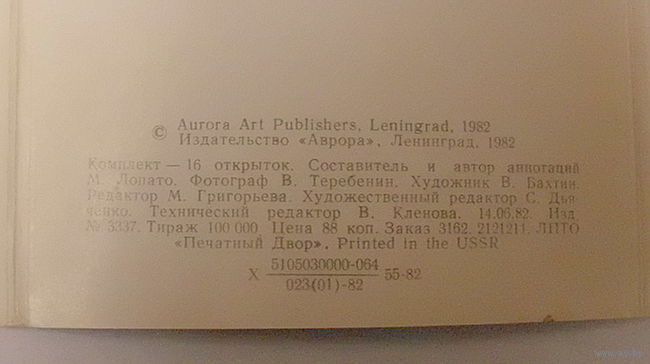 © Aurora Art Publishers, Leningrad, 1982
Издательство «Аврора», Ленинград, 1982
Комплект — 16 открыток. Составитель и автор аннотаций
М. Лопато. Фотограф В. Теребенин. Художник В. Бахтин.
Редактор М. Григорьева. Художественный редактор С. Дья-
ченко. Технический редактор В. Кленова. 14.06.82. Изд.
№ 3337. Тираж 100 000. Цена 88 коп. Заказ 3162. 2121211. ЛПТО
«Печатный Двор». Printed in the USSR
X 5105030000-064 55-82
023(01)-82